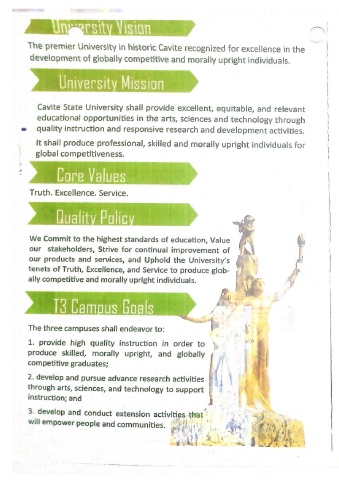 University Vision
The premier University in historic Cavite recognized for excellence in the
development of globally competitive and morally upright individuals.
University Mission
Cavite State University shall provide excellent, equitable, and relevant
educational opportunities in the arts, sciences and technology through
quality instruction and responsive research and development activities.
It shall produce professional, skilled and morally upright individuals for
global competitiveness.
Core Values
Truth. Excellence. Service.
Quality Policy
We Commit to the highest standards of education, Value
our stakeholders, Strive for continual improvement of
our products and services, and Uphold the University's
tenets of Truth, Excellence, and Service to produce glob-
ally competitive and morally upright individuals.
T3 Campus Goals
The three campuses shall endeavor to:
1. provide high quality instruction in order to
produce skilled, morally upright, and globally
competitive graduates;
2. develop and pursue advance research activities
through arts, sciences, and technology to support
instruction; and
3. develop and conduct extension activities that
will empower people and communities.